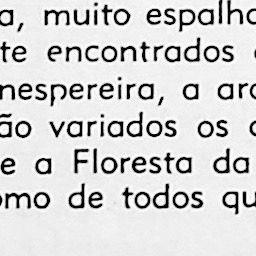 a, muito espalha
te encontrados
nespereira, a ar
ão variados os
e a Floresta da
omo de todos qu